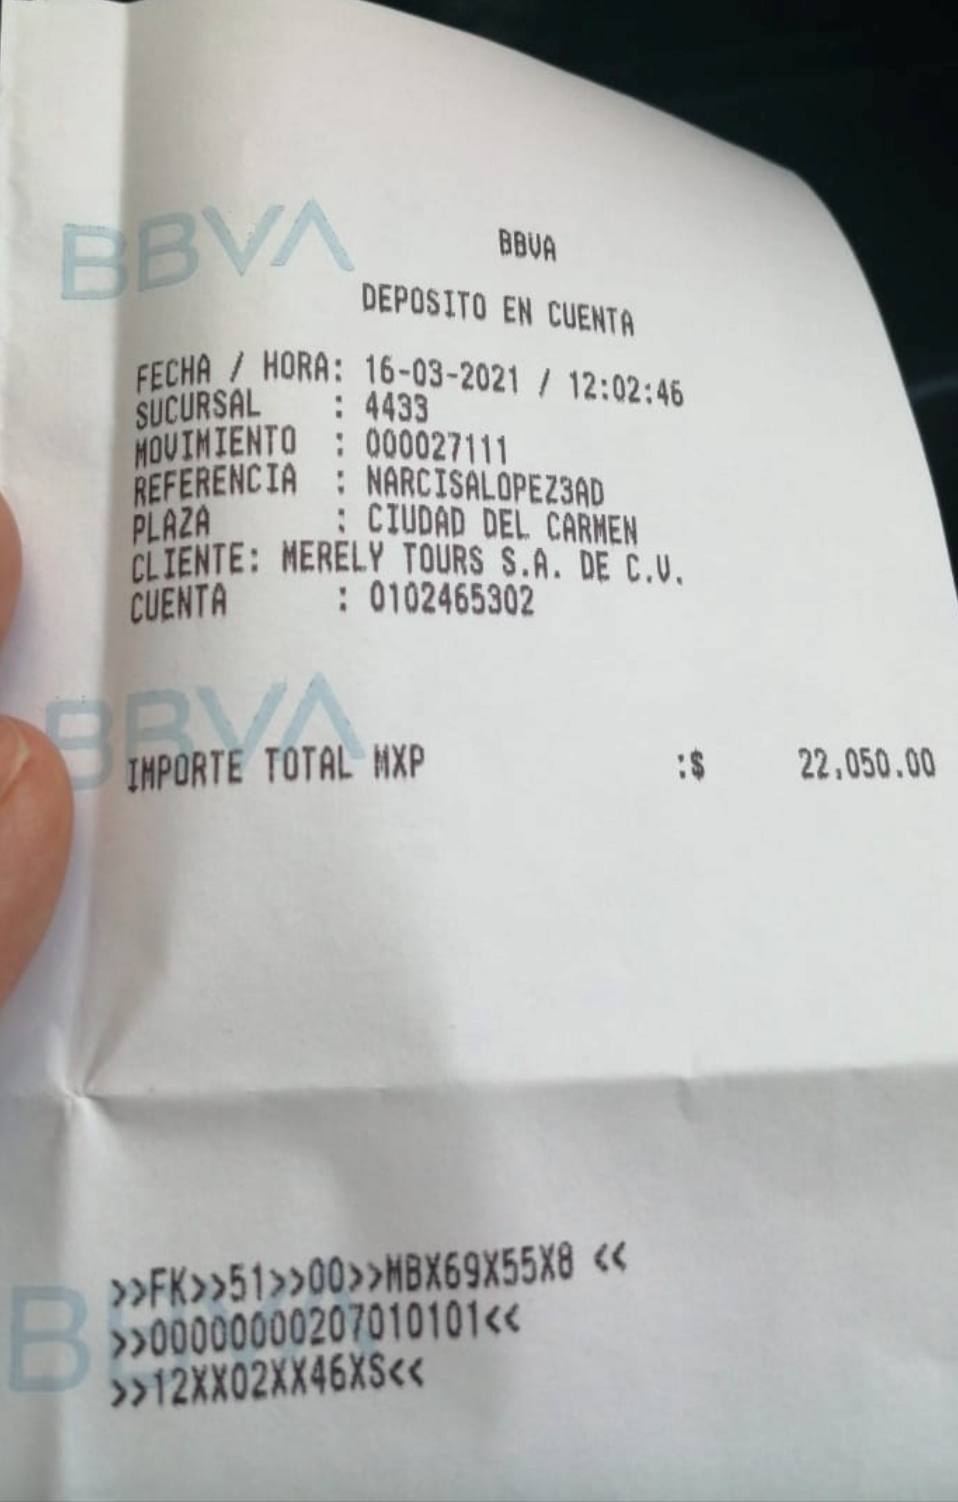 BBVA
BBVA
DEPOSITO EN CUENTA
FECHA / HORA: 16-03-2021 / 12:02:46
SUCURSAL : 4433
MOVIMIENTO : 000027111
REFERENCIA : NARCISALOPEZ3AD
PLAZA : CIUDAD DEL CARMEN
CLIENTE: MERELY TOURS S.A. DE C.V.
CUENTA : 0102465302
BBVA
IMPORTE TOTAL MXP :$ 22,050.00
>>FK>>51>>00>>MBX69X55X8 <<
>>00000000207010101<<
>>12XX02XX46XS<<